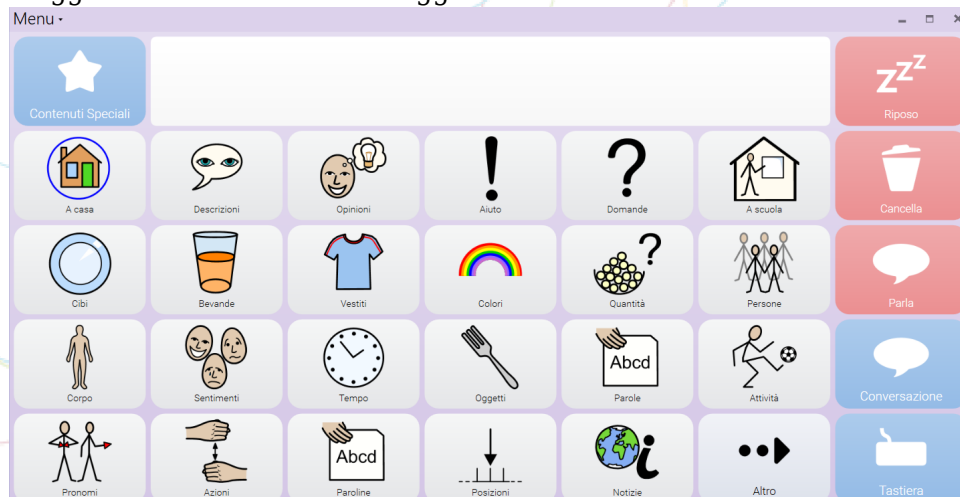 Menu
Contenuti Speciali
zzz
Riposo
A casa
Descrizioni
Opinioni
!
Aiuto
?
Domande
A scuola
Cancella
Cibi
Bevande
Vestiti
Colori
?
Quantità
Persone
Parla
Corpo
Sentimenti
Tempo
Oggetti
Abcd
Parole
Attività
Conversazione
Pronomi
Azioni
Abcd
Paroline
Posizioni
i
Notizie
Altro
Tastiera